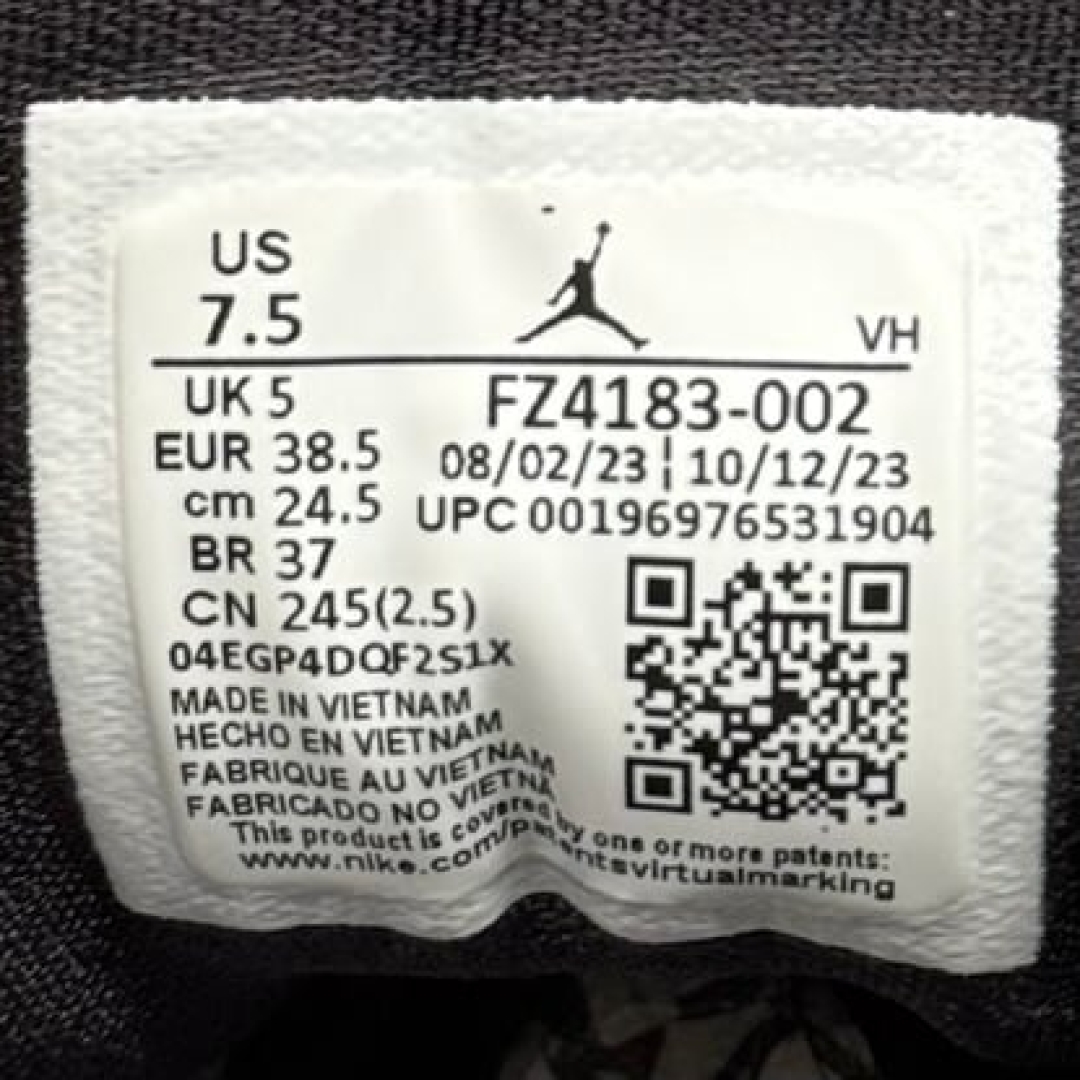 US
7.5
VH
UK 5
FZ4183-002
EUR 38.5
08/02/23 ¦ 10/12/23
cm 24.5
UPC 00196976531904
BR 37
CN 245(2.5)
04EGP4DQF2S1X
MADE IN VIETNAM
HECHO EN VIETNAM
FABRIQUE AU VIETNAM
FABRICADO NO VIETNA
This product is covered by one or more patents:
www.nike.com/patentsvirtualmarking